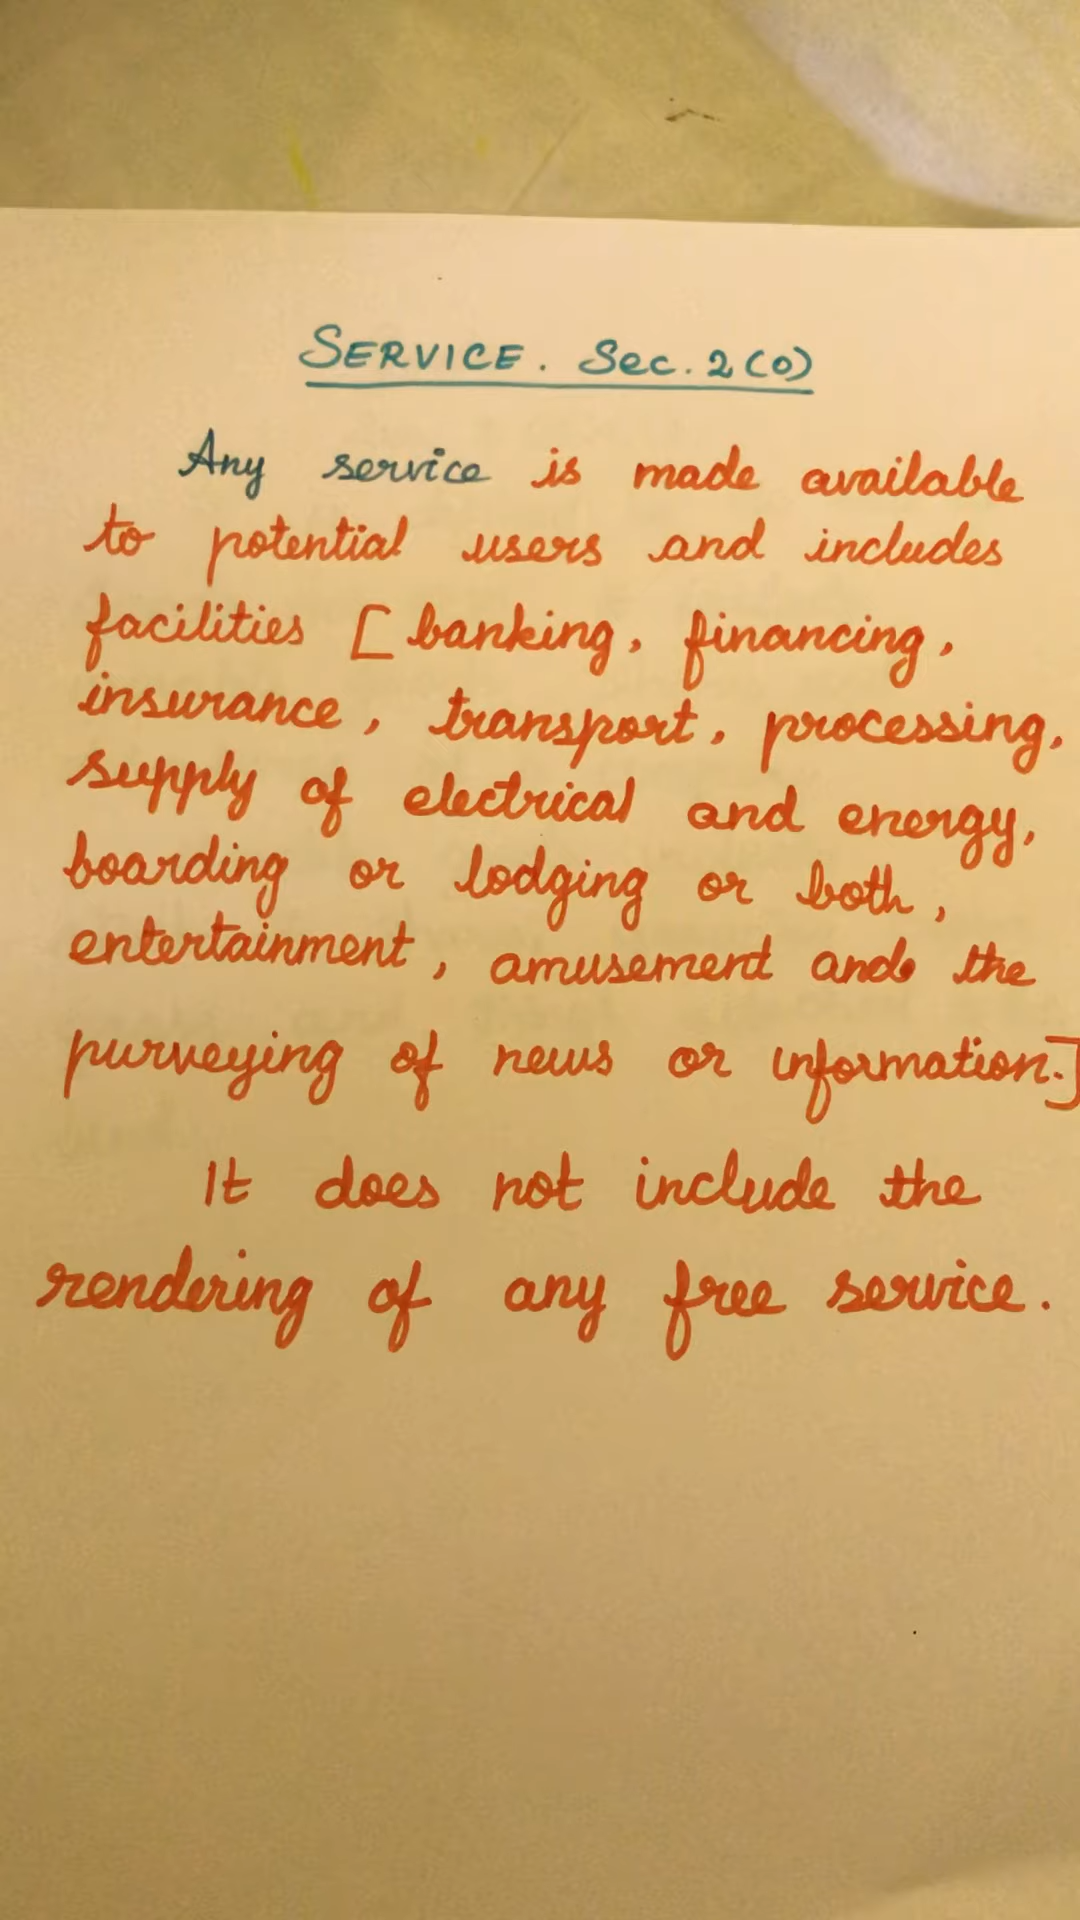 SERVICE. Sec. 2(o)
Any service is made available
to potential users and includes
facilities [banking, financing,
insurance, transport, processing,
supply of electrical and energy,
boarding or lodging or both,
entertainment, amusement and the
purveying of news or information.]
It does not include the
rendering of any free service.